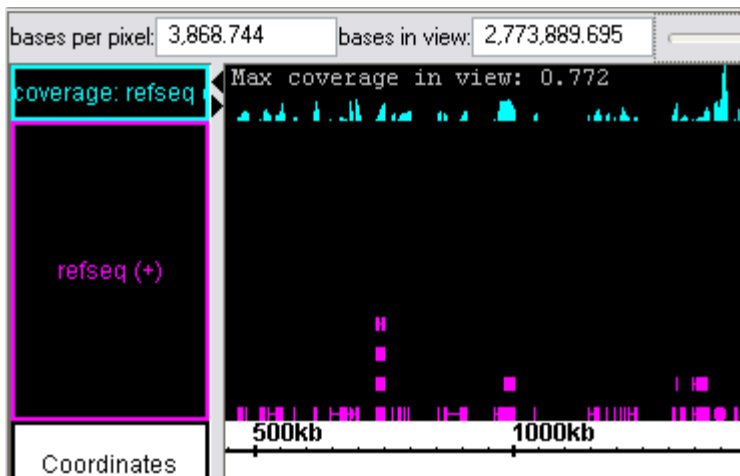 bases per pixel: 3,868.744 bases in view: 2,773,889.695
coverage: refseq
Max coverage in view: 0.772
refseq (+)
500kb 1000kb
Coordinates